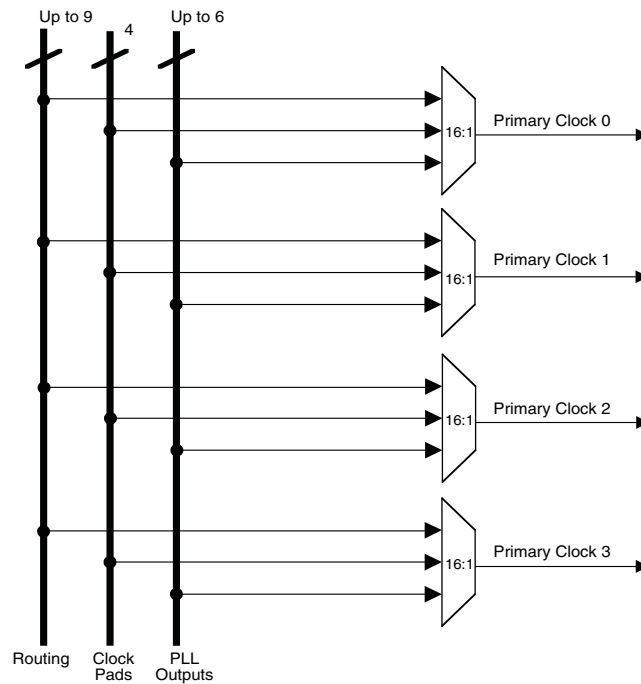 Up to 9
4
Up to 6
16:1
Primary Clock 0
16:1
Primary Clock 1
16:1
Primary Clock 2
16:1
Primary Clock 3
Routing
Clock
Pads
PLL
Outputs